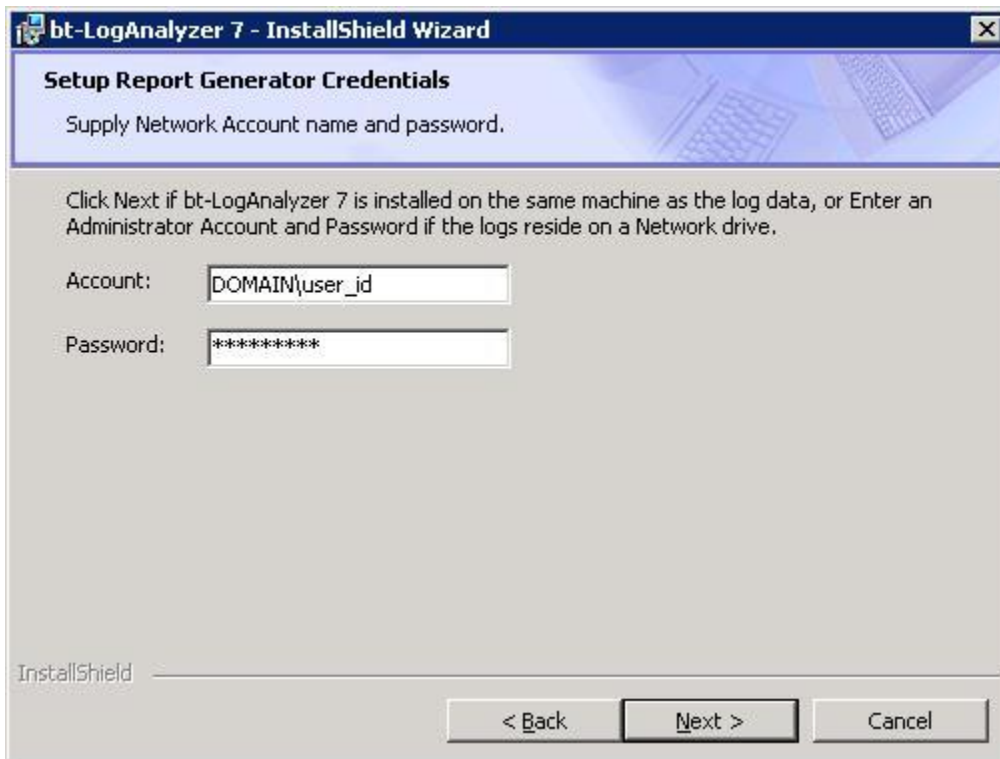 bt-LogAnalyzer 7 - InstallShield Wizard
Setup Report Generator Credentials
Supply Network Account name and password.
Click Next if bt-LogAnalyzer 7 is installed on the same machine as the log data, or Enter an
Administrator Account and Password if the logs reside on a Network drive.
Account: DOMAIN\user_id
Password: *********
InstallShield
< Back Next > Cancel